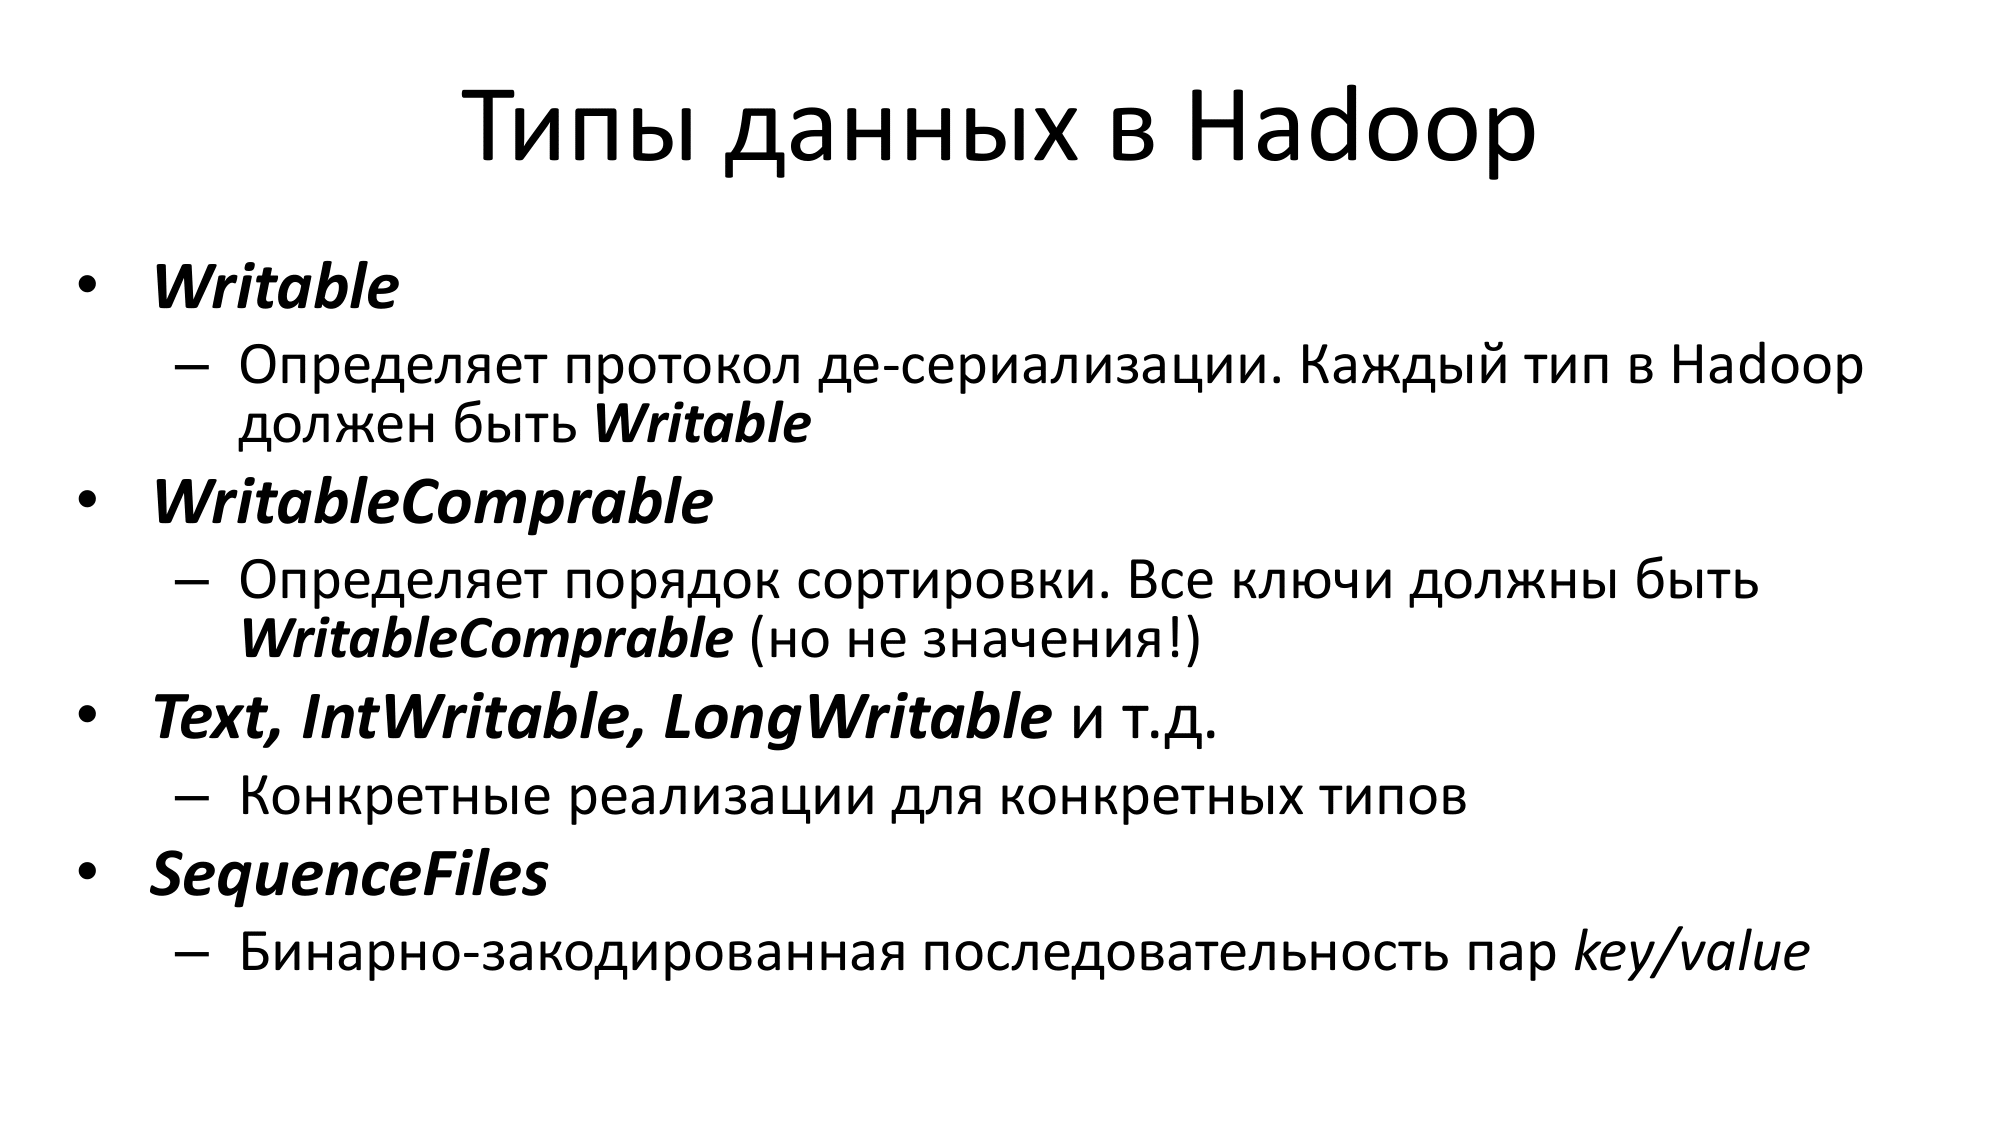 Типы данных в Hadoop
• Writable
– Определяет протокол де-сериализации. Каждый тип в Hadoop
должен быть Writable
• WritableComprable
– Определяет порядок сортировки. Все ключи должны быть
WritableComprable (но не значения!)
• Text, IntWritable, LongWritable и т.д.
– Конкретные реализации для конкретных типов
• SequenceFiles
– Бинарно-закодированная последовательность пар key/value